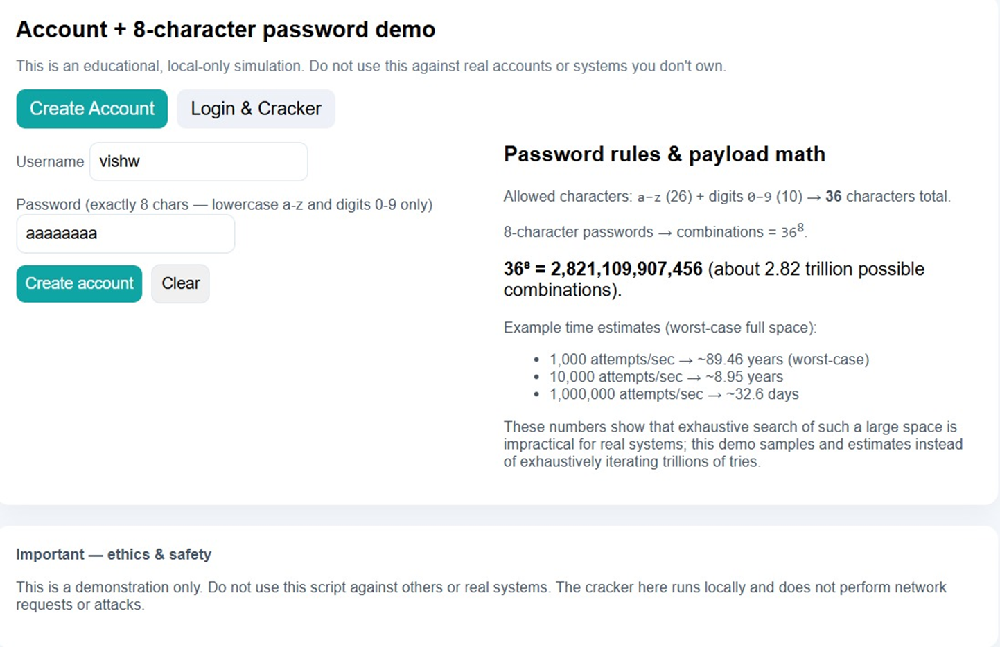 Account + 8-character password demo
This is an educational, local-only simulation. Do not use this against real accounts or systems you don't own.
Create Account
Login & Cracker
Username
vishw
Password (exactly 8 chars — lowercase a-z and digits 0-9 only)
aaaaaaaa
Create account
Clear
Password rules & payload math
Allowed characters: a–z (26) + digits 0–9 (10) → 36 characters total.
8-character passwords → combinations = 36⁸.
36⁸ = 2,821,109,907,456 (about 2.82 trillion possible
combinations).
Example time estimates (worst-case full space):
• 1,000 attempts/sec → ~89.46 years (worst-case)
• 10,000 attempts/sec → ~8.95 years
• 1,000,000 attempts/sec → ~32.6 days
These numbers show that exhaustive search of such a large space is
impractical for real systems; this demo samples and estimates instead
of exhaustively iterating trillions of tries.
Important — ethics & safety
This is a demonstration only. Do not use this script against others or real systems. The cracker here runs locally and does not perform network
requests or attacks.